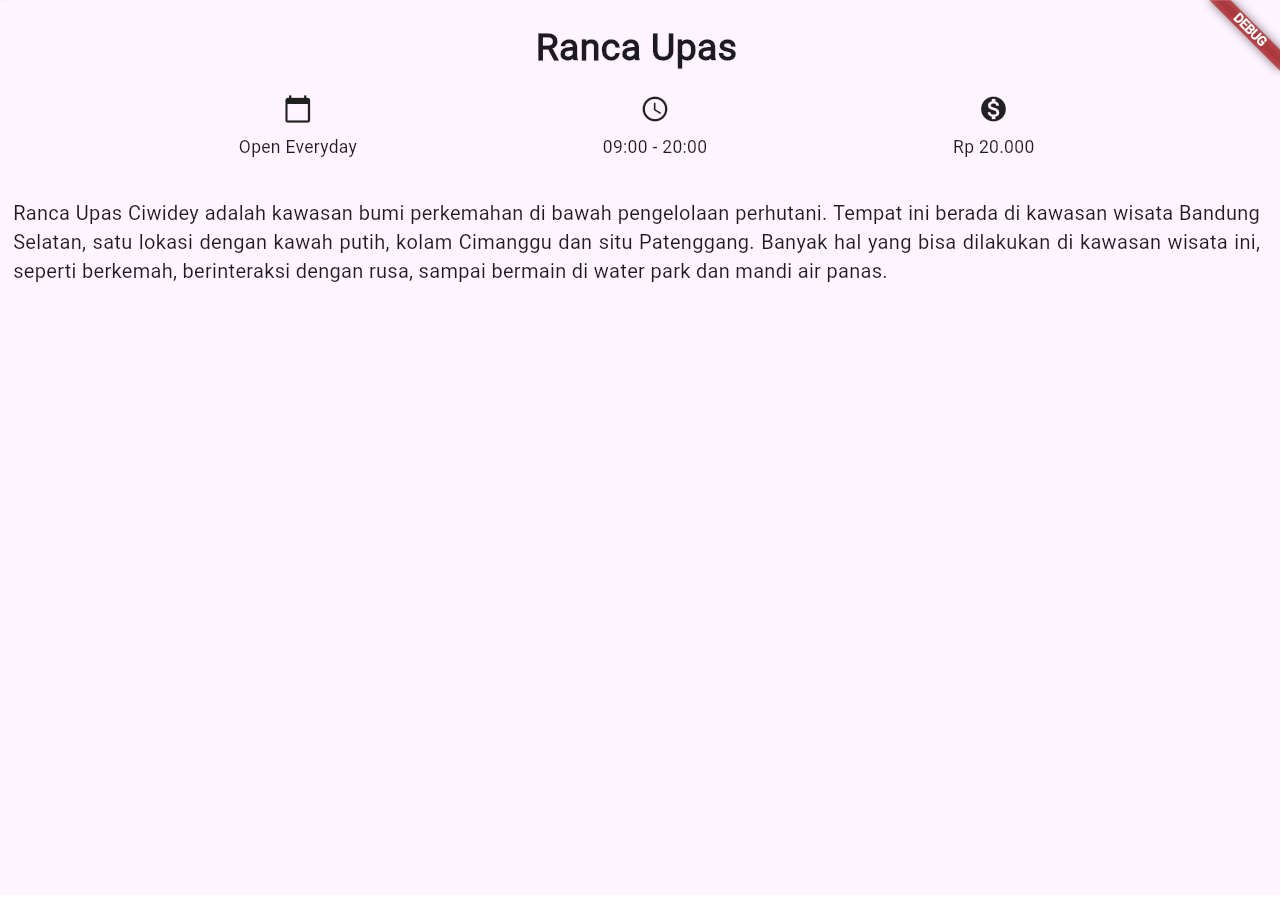 Ranca Upas
DEBUG
Open Everyday
09:00 - 20:00
Rp 20.000
Ranca Upas Ciwidey adalah kawasan bumi perkemahan di bawah pengelolaan perhutani. Tempat ini berada di kawasan wisata Bandung
Selatan, satu lokasi dengan kawah putih, kolam Cimanggu dan situ Patenggang. Banyak hal yang bisa dilakukan di kawasan wisata ini,
seperti berkemah, berinteraksi dengan rusa, sampai bermain di water park dan mandi air panas.